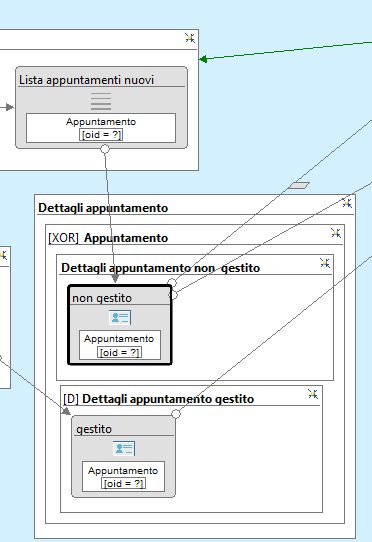 Lista appuntamenti nuovi
Appuntamento
[oid = ?]
Dettagli appuntamento
[XOR] Appuntamento
Dettagli appuntamento non gestito
non gestito
Appuntamento
[oid = ?]
[D] Dettagli appuntamento gestito
gestito
Appuntamento
[oid = ?]